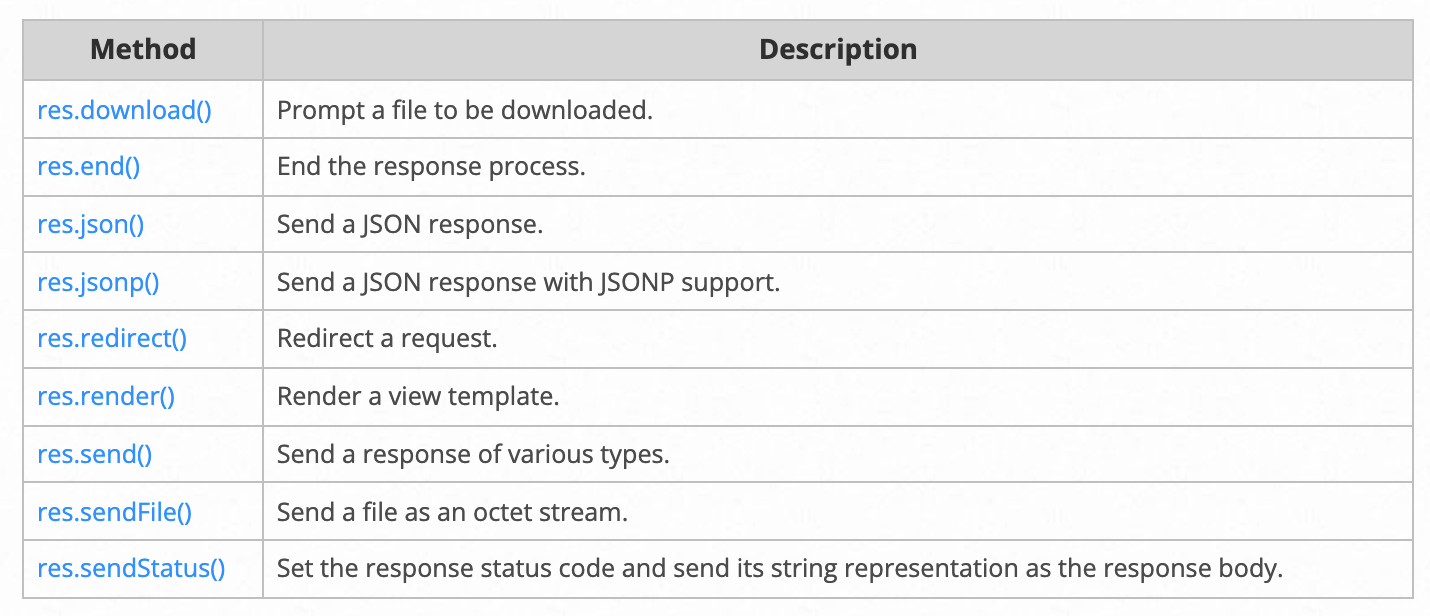 Method Description
res.download() Prompt a file to be downloaded.
res.end() End the response process.
res.json() Send a JSON response.
res.jsonp() Send a JSON response with JSONP support.
res.redirect() Redirect a request.
res.render() Render a view template.
res.send() Send a response of various types.
res.sendFile() Send a file as an octet stream.
res.sendStatus() Set the response status code and send its string representation as the response body.